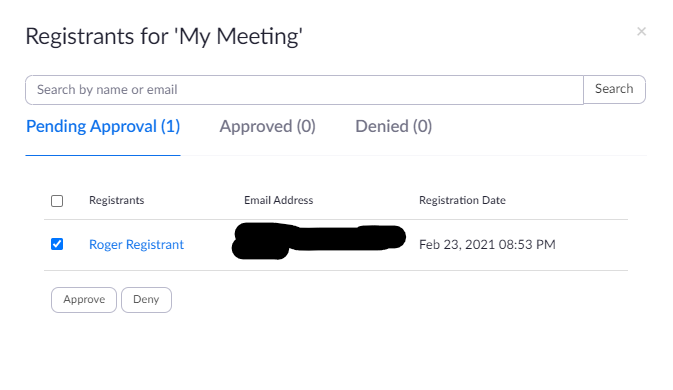 Registrants for 'My Meeting'
×
Search by name or email
Search
Pending Approval (1) Approved (0) Denied (0)
Registrants Email Address Registration Date
Roger Registrant Feb 23, 2021 08:53 PM
Approve Deny